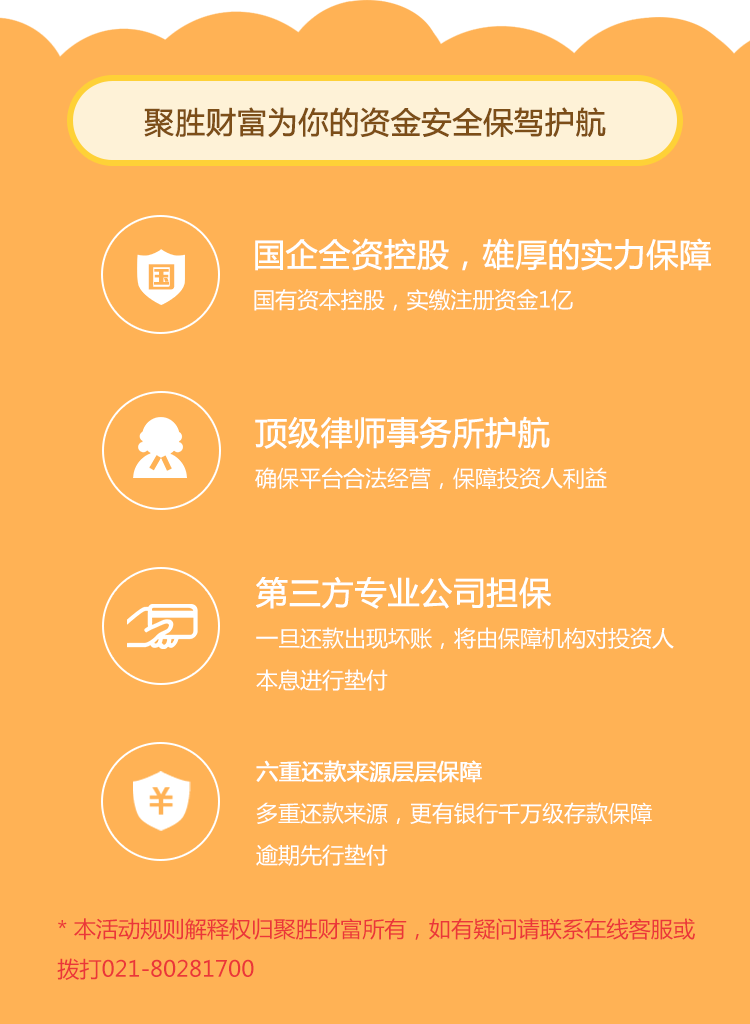 聚胜财富为你的资金安全保驾护航
国
国企全资控股，雄厚的实力保障
国有资本控股，实缴注册资金1亿
顶级律师事务所护航
确保平台合法经营，保障投资人利益
第三方专业公司担保
一旦还款出现坏账，将由保障机构对投资人
本息进行垫付
¥
六重还款来源层层保障
多重还款来源，更有银行千万级存款保障
逾期先行垫付
* 本活动规则解释权归聚胜财富所有，如有疑问请联系在线客服或
拨打021-80281700